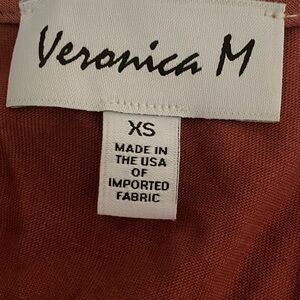 Veronica M
XS
MADE IN
THE USA
OF
IMPORTED
FABRIC